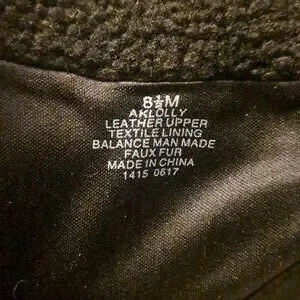 8½M
AKLOLLY
LEATHER UPPER
TEXTILE LINING
BALANCE MAN MADE
FAUX FUR
MADE IN CHINA
1415 0617